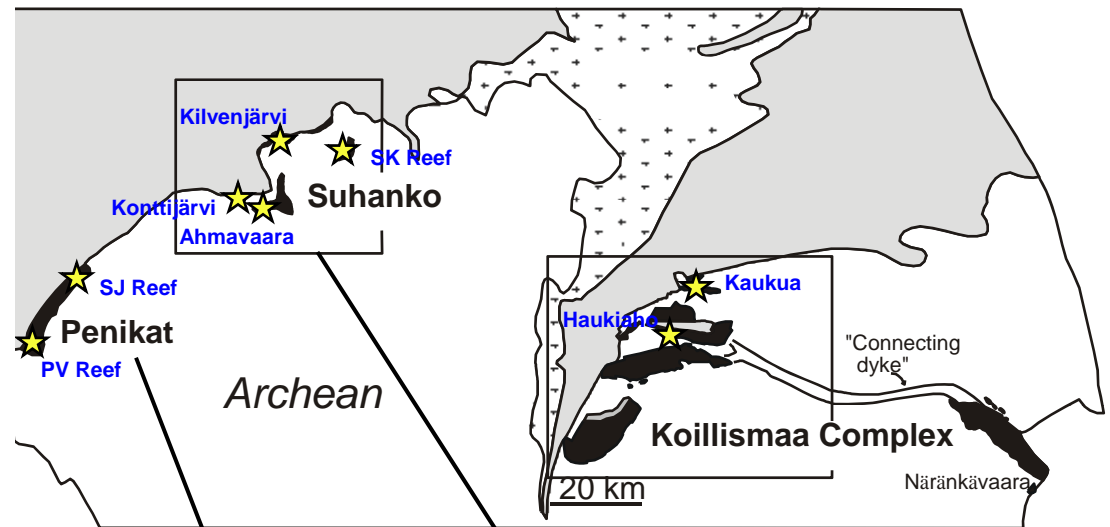 Kilvenjärvi
SK Reef
Suhanko
Konttijärvi
Ahmavaara
SJ Reef
Penikat
PV Reef
Archean
Kaukua
Haukiaho
"Connecting
dyke"
Koillismaa Complex
20 km
Näränkävaara